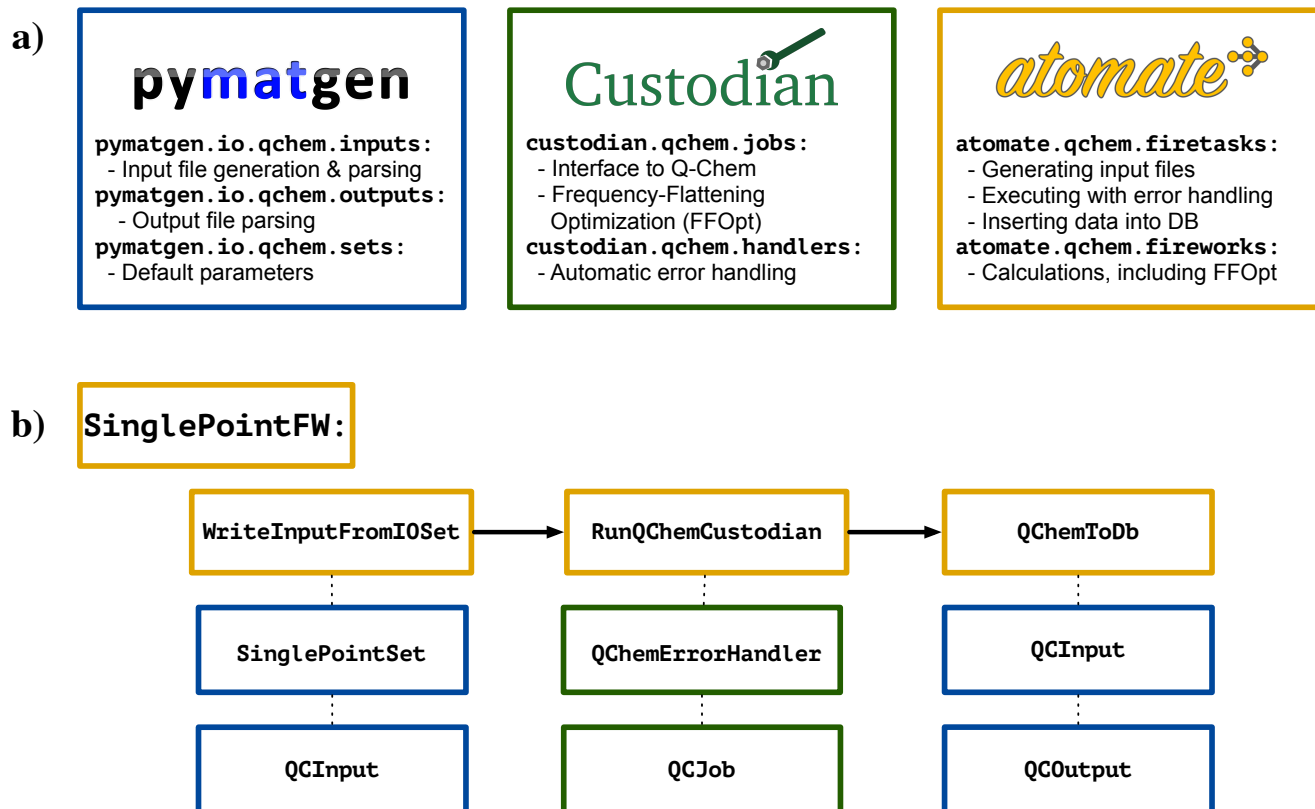 a)
pymatgen
pymatgen.io.qchem.inputs:
- Input file generation & parsing
pymatgen.io.qchem.outputs:
- Output file parsing
pymatgen.io.qchem.sets:
- Default parameters
Custodian
custodian.qchem.jobs:
- Interface to Q-Chem
- Frequency-Flattening
Optimization (FFOpt)
custodian.qchem.handlers:
- Automatic error handling
atomate
atomate.qchem.firetasks:
- Generating input files
- Executing with error handling
- Inserting data into DB
atomate.qchem.fireworks:
- Calculations, including FFOpt
b)
SinglePointFW:
WriteInputFromIOSet
RunQChemCustodian
QChemToDb
SinglePointSet
QChemErrorHandler
QCInput
QCInput
QCJob
QCOutput